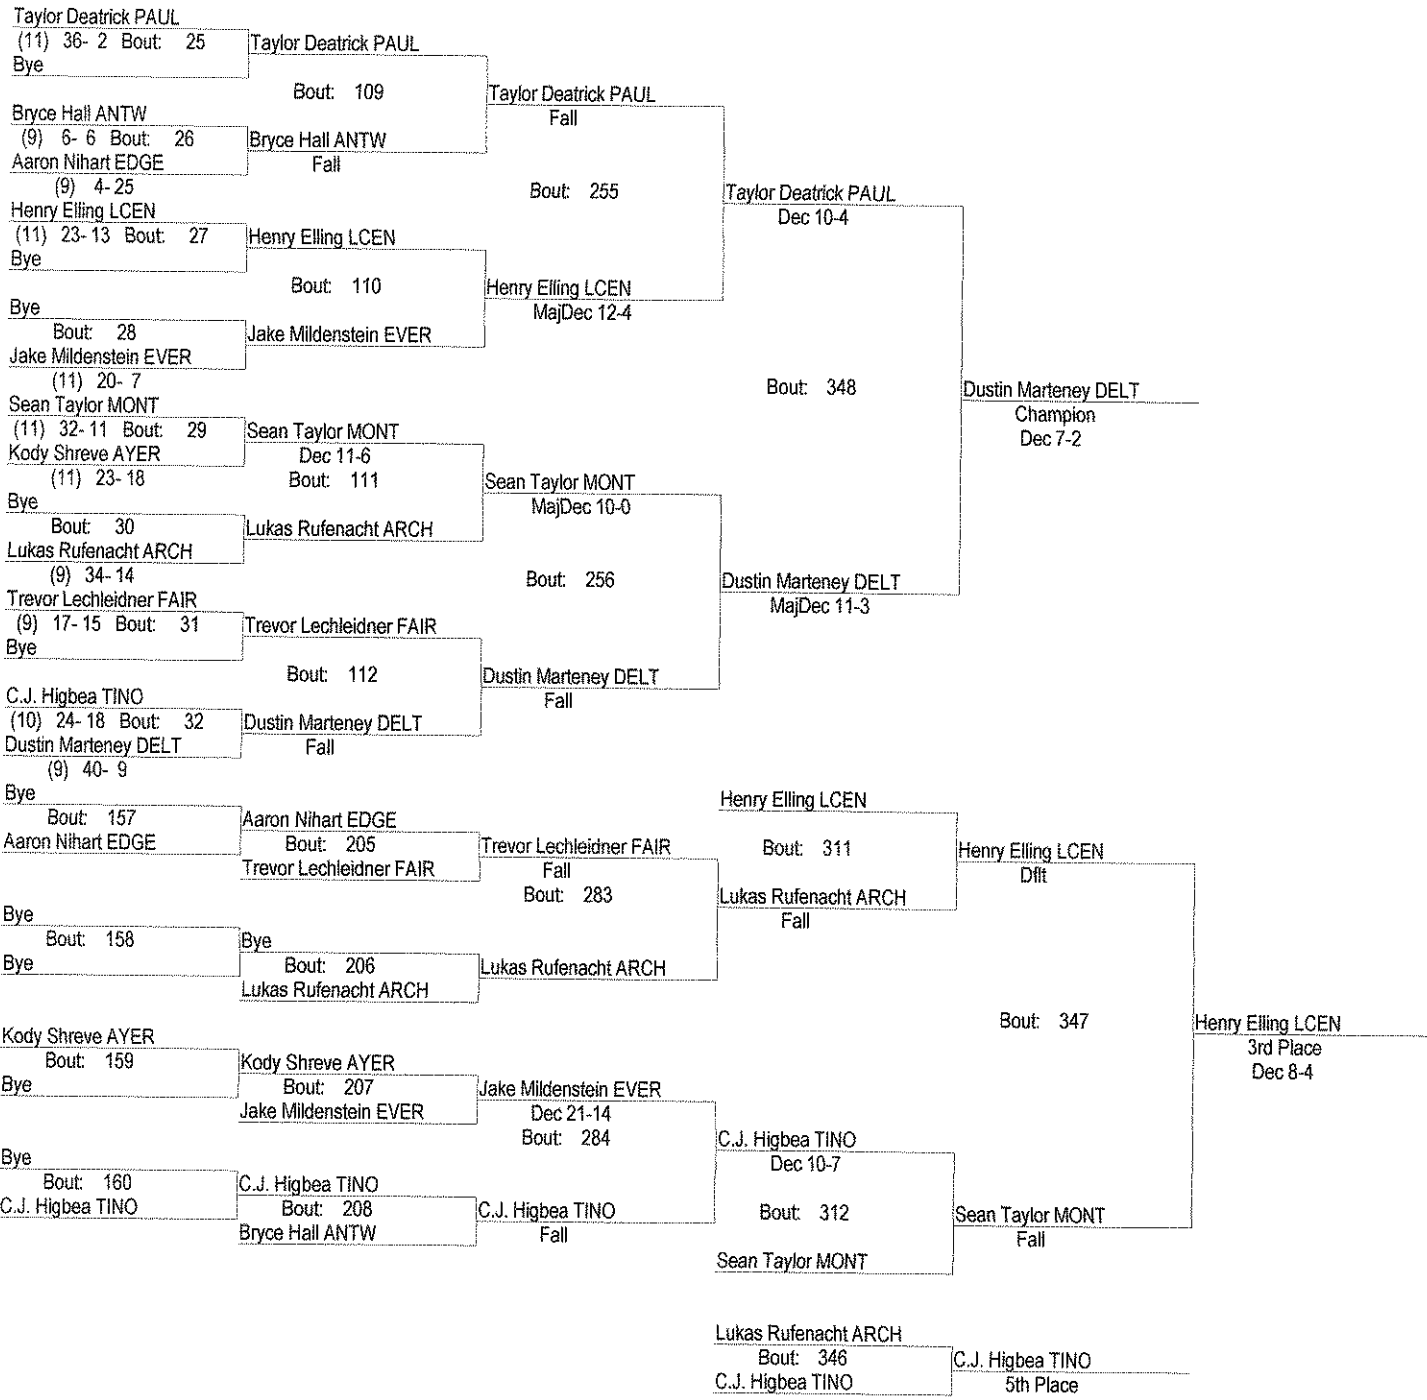 Taylor Deatrick PAUL
(11) 36- 2 Bout: 25
Bye
Taylor Deatrick PAUL
Bout: 109
Bryce Hall ANTW
(9) 6- 6 Bout: 26
Aaron Nihart EDGE
(9) 4- 25
Bryce Hall ANTW
Fall
Taylor Deatrick PAUL
Fall
Bout: 255
Henry Elling LCEN
(11) 23- 13 Bout: 27
Bye
Henry Elling LCEN
Bout: 110
Bye
Bout: 28
Jake Mildenstein EVER
(11) 20- 7
Jake Mildenstein EVER
Henry Elling LCEN
MajDec 12-4
Taylor Deatrick PAUL
Dec 10-4
Bout: 348
Sean Taylor MONT
(11) 32- 11 Bout: 29
Kody Shreve AYER
(11) 23- 18
Sean Taylor MONT
Dec 11-6
Bout: 111
Bye
Bout: 30
Lukas Rufenacht ARCH
(9) 34- 14
Lukas Rufenacht ARCH
Sean Taylor MONT
MajDec 10-0
Bout: 256
Trevor Lechleidner FAIR
(9) 17- 15 Bout: 31
Bye
Trevor Lechleidner FAIR
Bout: 112
C.J. Higbea TINO
(10) 24- 18 Bout: 32
Dustin Marteney DELT
(9) 40- 9
Dustin Marteney DELT
Fall
Dustin Marteney DELT
Fall
Dustin Marteney DELT
MajDec 11-3
Dustin Marteney DELT
Champion
Dec 7-2
Bye
Bout: 157
Aaron Nihart EDGE
Aaron Nihart EDGE
Bout: 205
Trevor Lechleidner FAIR
Trevor Lechleidner FAIR
Fall
Bout: 283
Bye
Bout: 158
Bye
Bye
Bout: 206
Lukas Rufenacht ARCH
Lukas Rufenacht ARCH
Henry Elling LCEN
Bout: 311
Lukas Rufenacht ARCH
Fall
Henry Elling LCEN
Dflt
Bout: 347
Kody Shreve AYER
Bout: 159
Bye
Kody Shreve AYER
Bout: 207
Jake Mildenstein EVER
Jake Mildenstein EVER
Dec 21-14
Bout: 284
Bye
Bout: 160
C.J. Higbea TINO
C.J. Higbea TINO
Bout: 208
Bryce Hall ANTW
C.J. Higbea TINO
Fall
C.J. Higbea TINO
Dec 10-7
Bout: 312
Sean Taylor MONT
Sean Taylor MONT
Fall
Henry Elling LCEN
3rd Place
Dec 8-4
Lukas Rufenacht ARCH
Bout: 346
C.J. Higbea TINO
C.J. Higbea TINO
5th Place